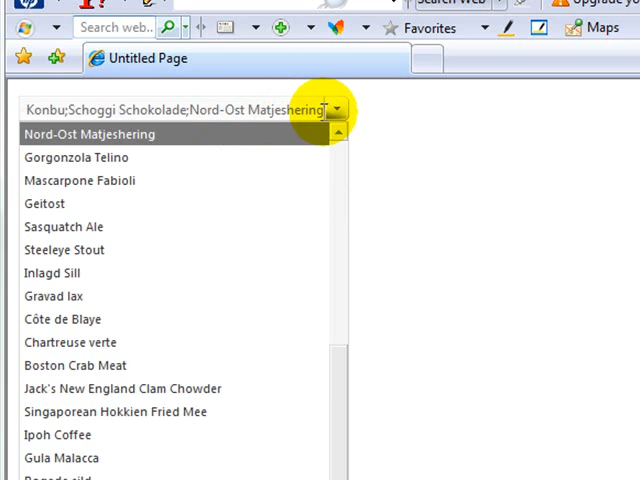 Search Web
Upgrade you
Search web...
Favorites
Maps
Untitled Page
Konbu;Schoggi Schokolade;Nord-Ost Matjeshering
Nord-Ost Matjeshering
Gorgonzola Telino
Mascarpone Fabioli
Geitost
Sasquatch Ale
Steeleye Stout
Inlagd Sill
Gravad lax
Côte de Blaye
Chartreuse verte
Boston Crab Meat
Jack's New England Clam Chowder
Singaporean Hokkien Fried Mee
Ipoh Coffee
Gula Malacca